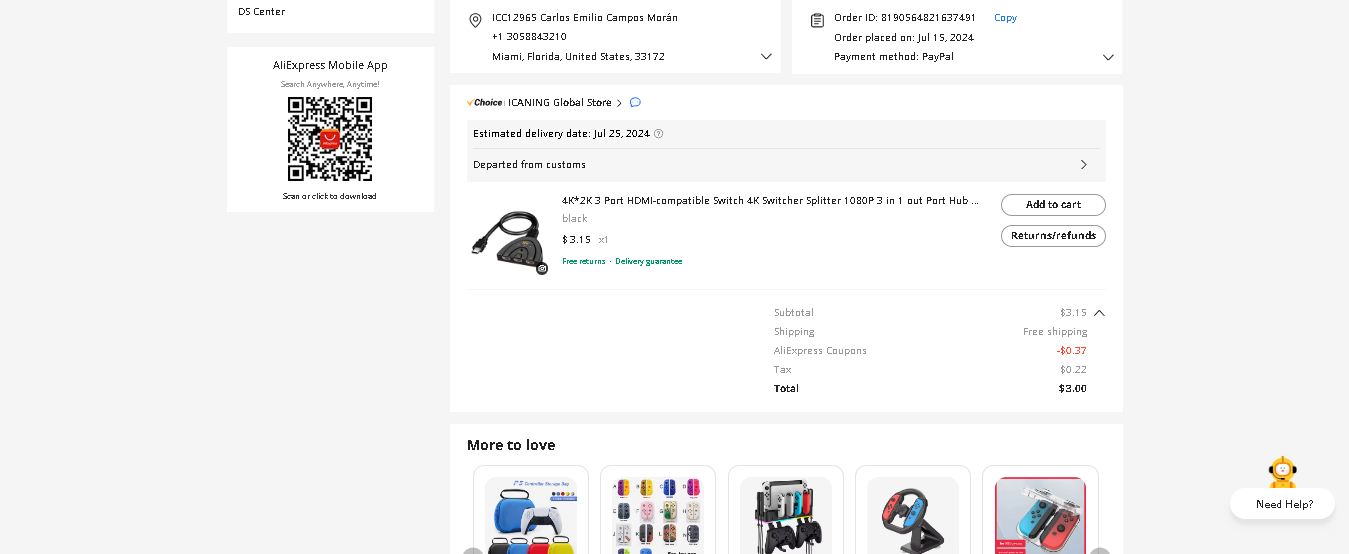 DS Center
AliExpress Mobile App
Search Anywhere, Anytime!
Scan or click to download
ICC12965 Carlos Emilio Campos Morán
+1 3058843210
Miami, Florida, United States, 33172
Order ID: 8190564821637491 Copy
Order placed on: Jul 15, 2024
Payment method: PayPal
Choice ICANING Global Store
Estimated delivery date: Jul 25, 2024
Departed from customs
4K*2K 3 Port HDMI-compatible Switch 4K Switcher Splitter 1080P 3 in 1 out Port Hub ...
black
$ 3.15 x1
Free returns · Delivery guarantee
Add to cart
Returns/refunds
Subtotal $3.15
Shipping Free shipping
AliExpress Coupons -$0.37
Tax $0.22
Total $3.00
More to love
Controller Storage Bag
Need Help?